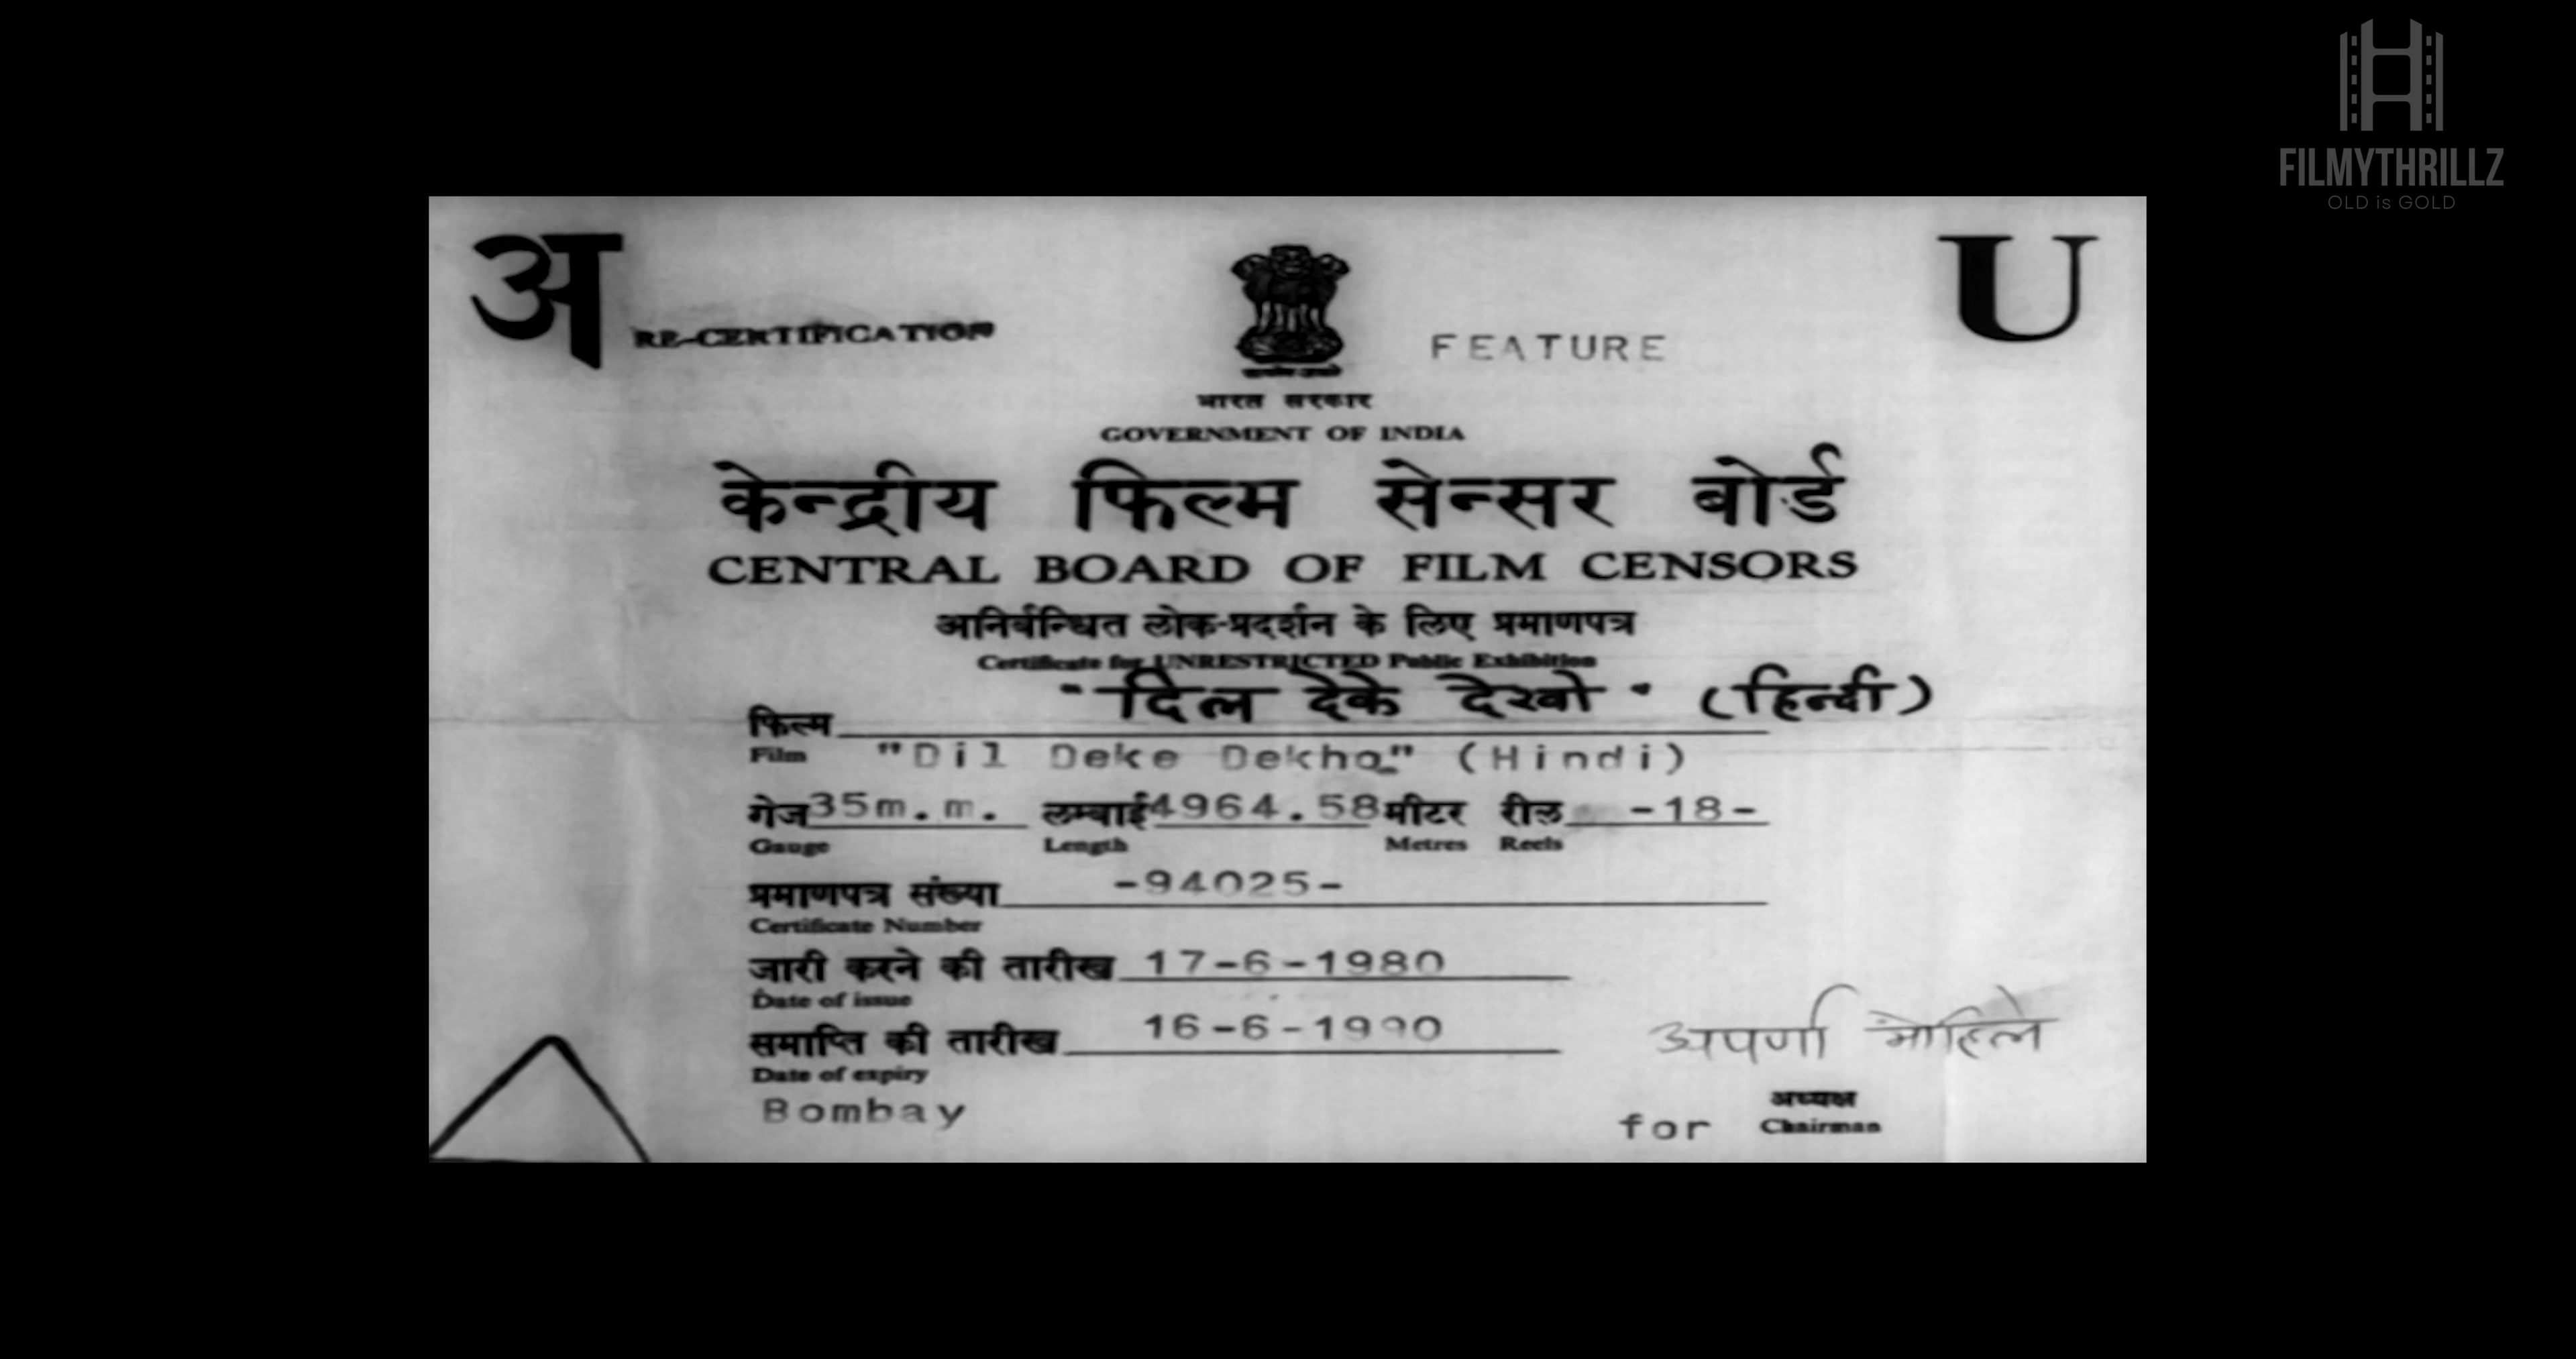 FILMYTHRILLZ
OLD is GOLD
अ U
RE-CERTIFICATION
FEATURE
भारत सरकार
GOVERNMENT OF INDIA
केन्द्रीय फिल्म सेन्सर बोर्ड
CENTRAL BOARD OF FILM CENSORS
अनिर्बन्धित लोक-प्रदर्शन के लिए प्रमाणपत्र
Certificate for UNRESTRICTED Public Exhibition
फिल्म "दिल देके देखो" (हिन्दी)
Film "Dil Deke Dekho" (Hindi)
गेज 35m.m. लम्बाई 4964.58 मीटर रील -18-
Gauge Length Metres Reels
प्रमाणपत्र संख्या -94025-
Certificate Number
जारी करने की तारीख 17-6-1980
Date of issue
समाप्ति की तारीख 16-6-1990
Date of expiry
Bombay
अपर्णा मोहिले
अध्यक्ष
for Chairman